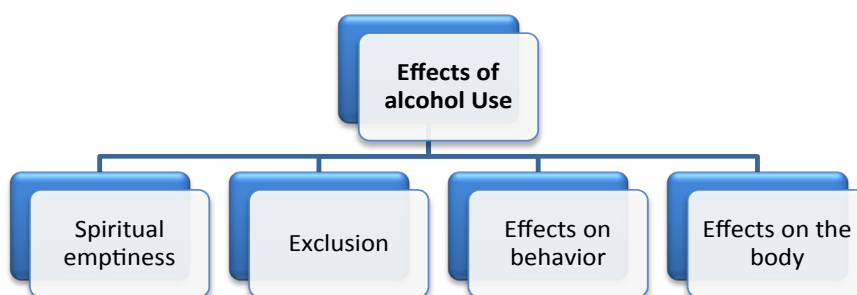 Effects of
alcohol Use
Spiritual
emptiness
Exclusion
Effects on
behavior
Effects on the
body